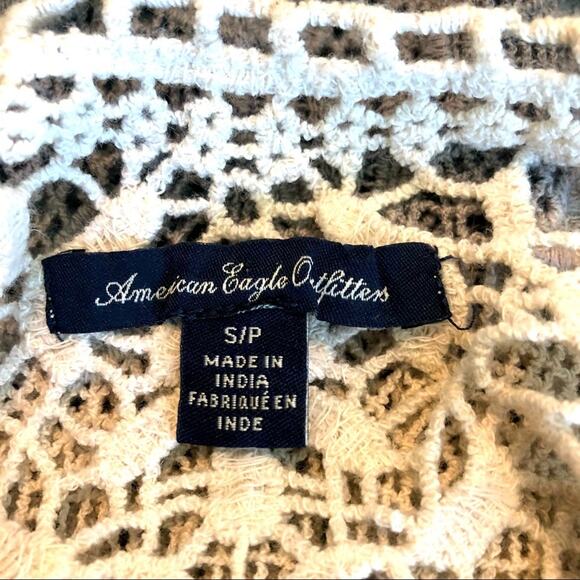 American Eagle Outfitters
S/P
MADE IN
INDIA
FABRIQUÉ EN
INDE